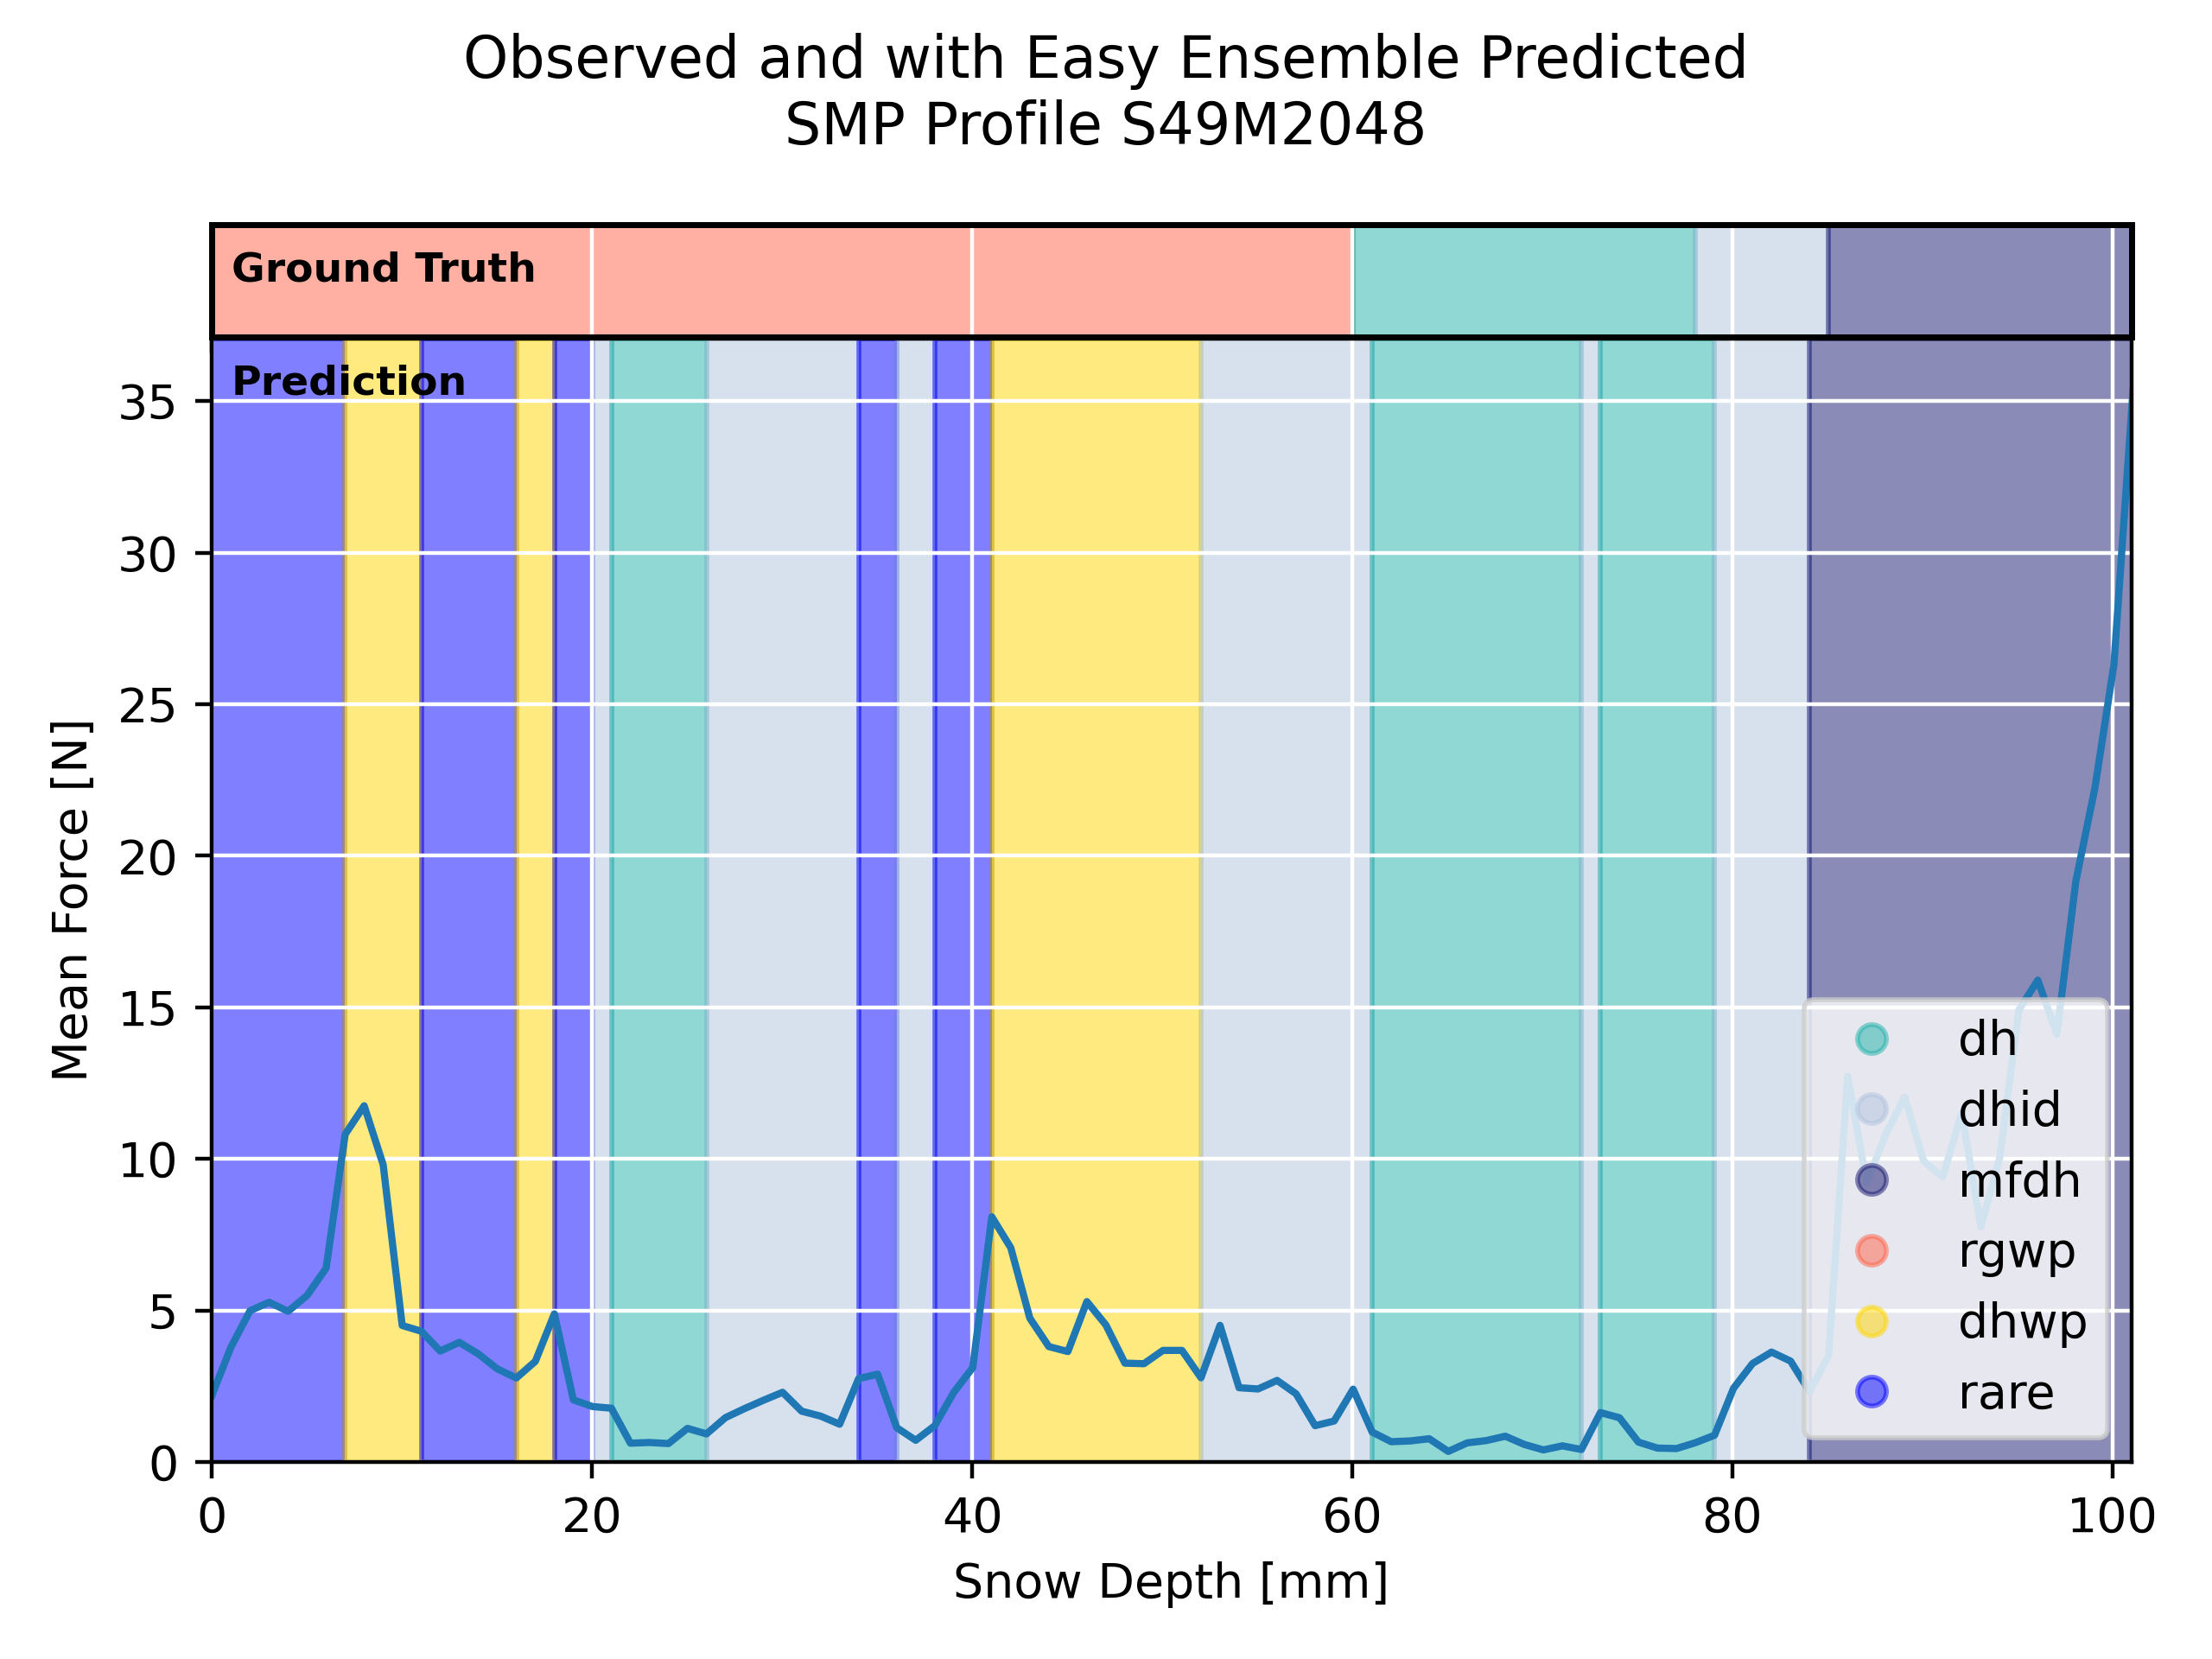 Observed and with Easy Ensemble Predicted
SMP Profile S49M2048
Ground Truth
Prediction
35
30
25
20
15
10
5
0
Mean Force [N]
dh
dhid
mfdh
rgwp
dhwp
rare
0 20 40 60 80 100
Snow Depth [mm]